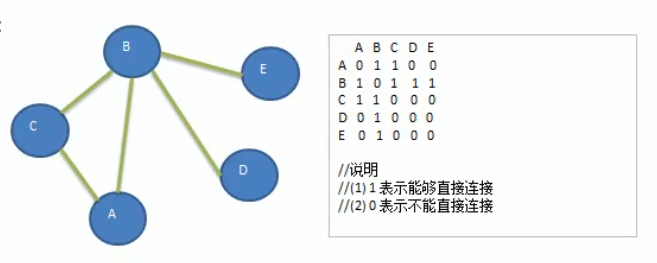 :
B
E
C
D
A
A B C D E
A 0 1 1 0 0
B 1 0 1 1 1
C 1 1 0 0 0
D 0 1 0 0 0
E 0 1 0 0 0
//说明
//(1) 1 表示能够直接连接
//(2) 0 表示不能直接连接